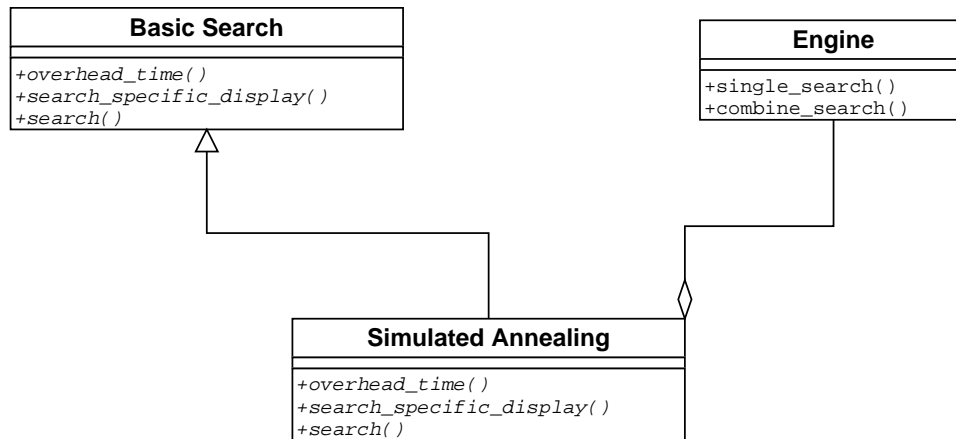 Basic Search
+overhead_time()
+search_specific_display()
+search()
Engine
+single_search()
+combine_search()
Simulated Annealing
+overhead_time()
+search_specific_display()
+search()